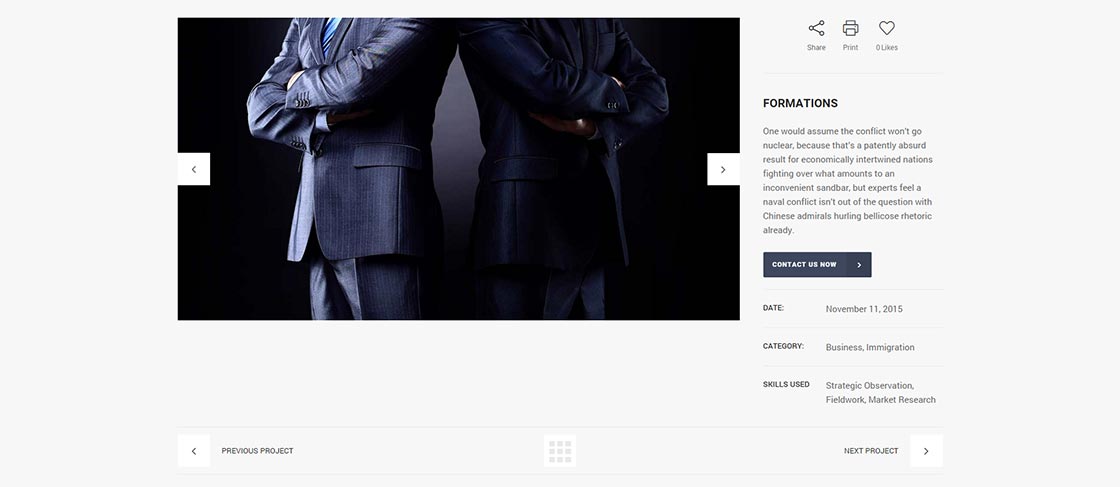 Share Print 0 Likes
FORMATIONS
One would assume the conflict won't go
nuclear, because that's a patently absurd
result for economically intertwined nations
fighting over what amounts to an
inconvenient sandbar, but experts feel a
naval conflict isn't out of the question with
Chinese admirals hurling bellicose rhetoric
already.
CONTACT US NOW
DATE: November 11, 2015
CATEGORY: Business, Immigration
SKILLS USED Strategic Observation,
Fieldwork, Market Research
PREVIOUS PROJECT NEXT PROJECT